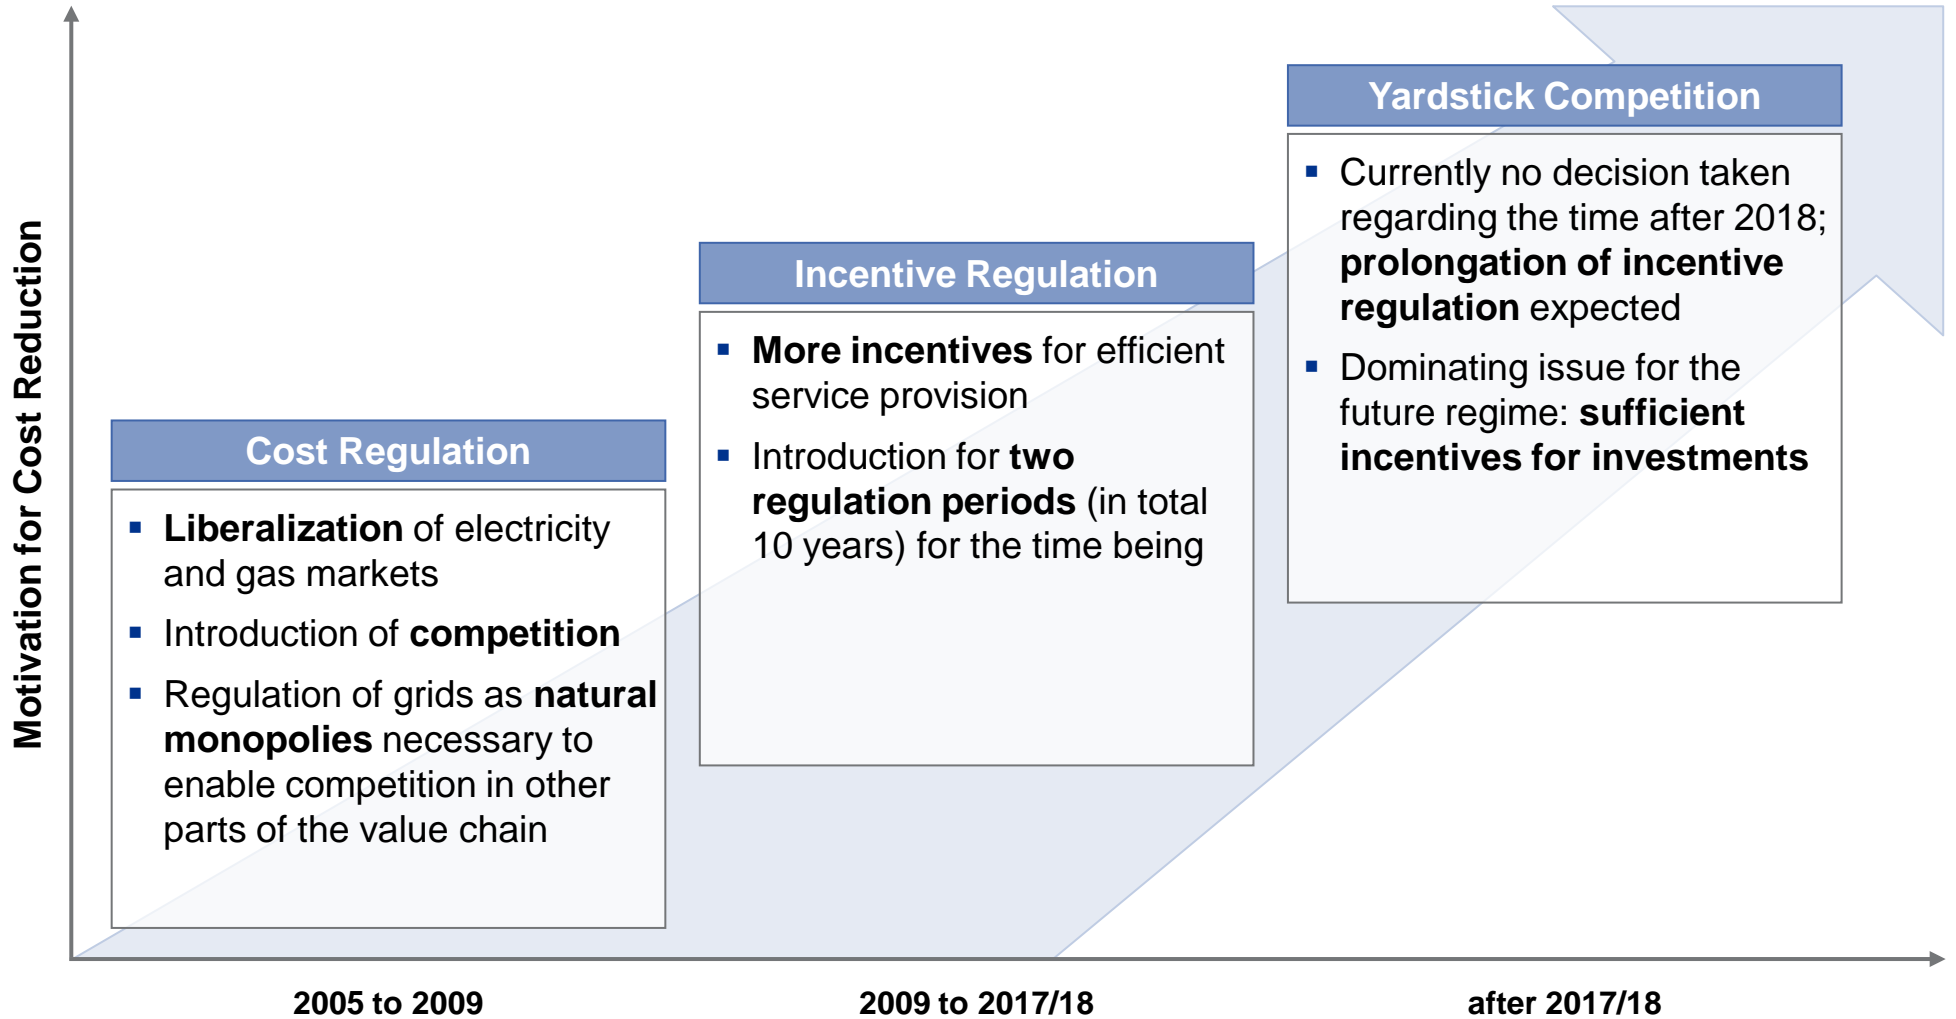 Motivation for Cost Reduction
Cost Regulation
▪ Liberalization of electricity
and gas markets
▪ Introduction of competition
▪ Regulation of grids as natural
monopolies necessary to
enable competition in other
parts of the value chain
2005 to 2009
Incentive Regulation
▪ More incentives for efficient
service provision
▪ Introduction for two
regulation periods (in total
10 years) for the time being
2009 to 2017/18
Yardstick Competition
▪ Currently no decision taken
regarding the time after 2018;
prolongation of incentive
regulation expected
▪ Dominating issue for the
future regime: sufficient
incentives for investments
after 2017/18